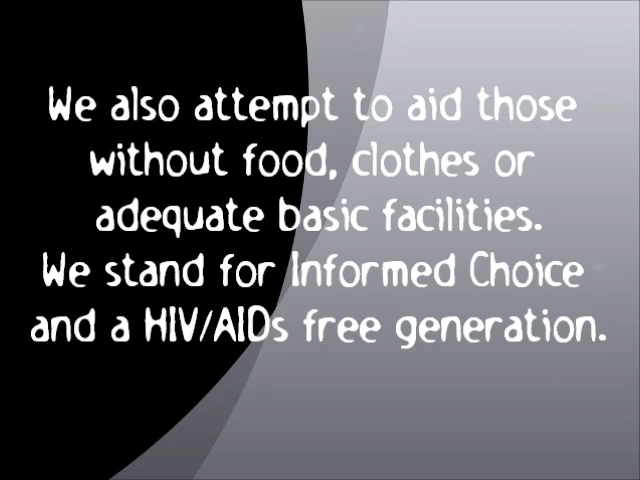 We also attempt to aid those
without food, clothes or
adequate basic facilities.
We stand for Informed Choice
and a HIV/AIDs free generation.